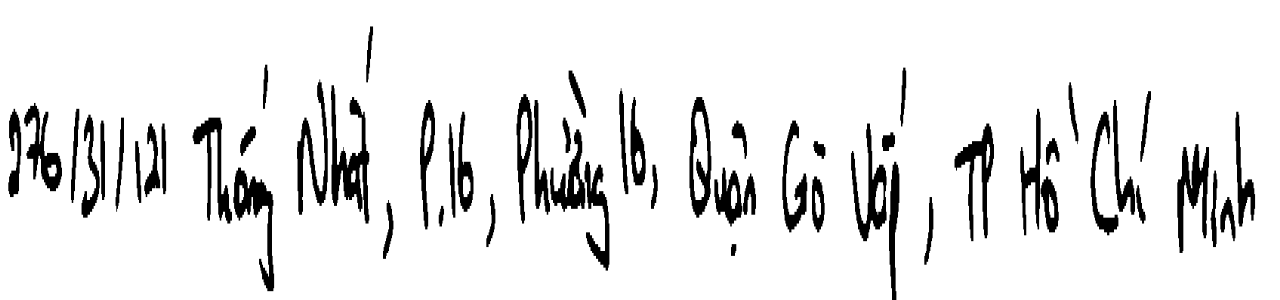 276/31/121 Thống Nhất, P.16, Phường 16, Quận Gò Vấp, TP Hồ Chí Minh